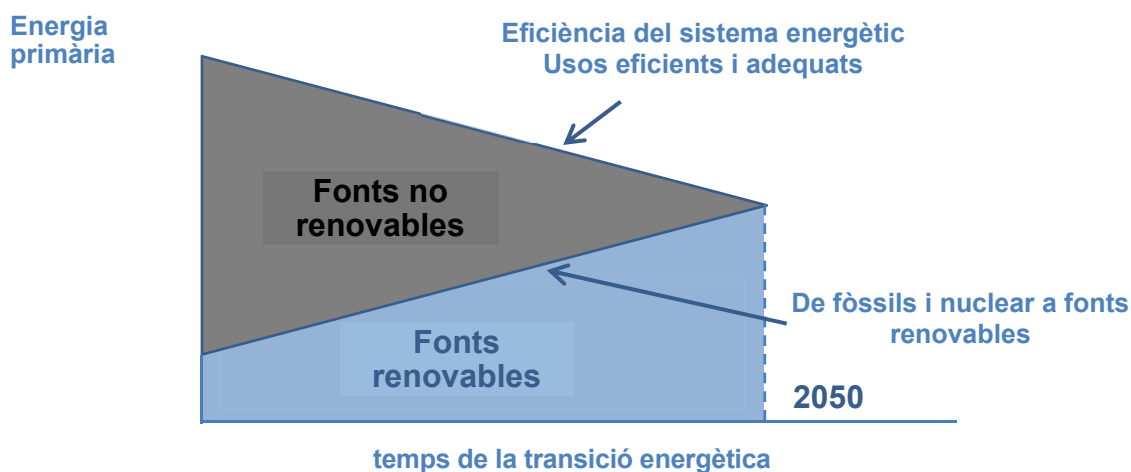 Energia
primària
Eficiència del sistema energètic
Usos eficients i adequats
Fonts no
renovables
De fòssils i nuclear a fonts
renovables
Fonts
renovables
2050
temps de la transició energètica